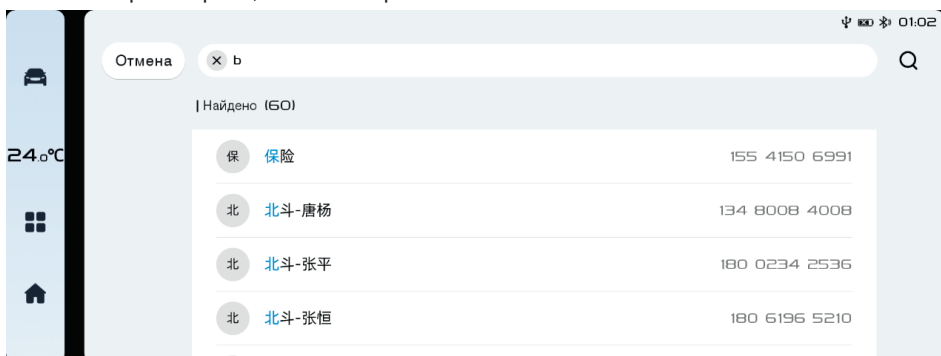 01:02
Отмена b
Найдено (60)
24.0°C
保 保险 155 4150 6991
北 北斗-唐杨 134 8008 4008
北 北斗-张平 180 0234 2536
北 北斗-张恒 180 6196 5210